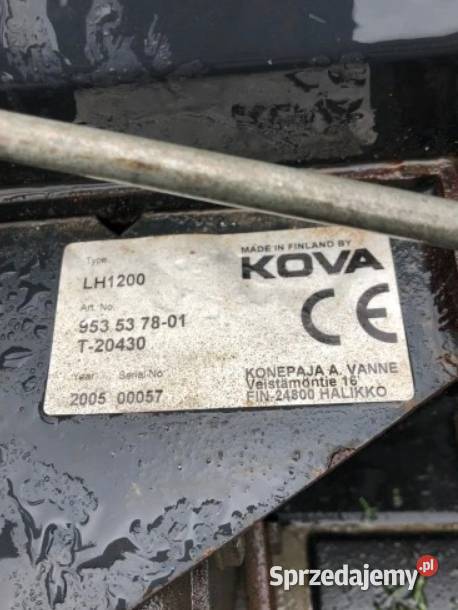 Type
LH1200
Art. No.
953 53 78-01
T-20430
Year Serial-No
2005 00057
MADE IN FINLAND BY
KOVA
CE
KONEPAJA A. VANNE
Veistämöntie 16
FIN-24800 HALIKKO
Sprzedajemy.pl